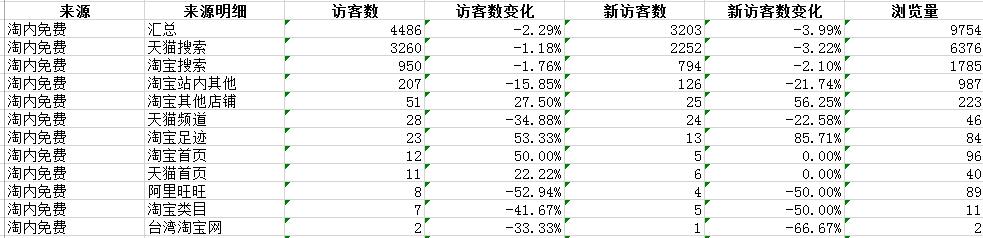 来源 来源明细 访客数 访客数变化 新访客数 新访客数变化 浏览量
淘内免费 汇总 4486 -2.29% 3203 -3.99% 9754
淘内免费 天猫搜索 3260 -1.18% 2252 -3.22% 6376
淘内免费 淘宝搜索 950 -1.76% 794 -2.10% 1785
淘内免费 淘宝站内其他 207 -15.85% 126 -21.74% 987
淘内免费 淘宝其他店铺 51 27.50% 25 56.25% 223
淘内免费 天猫频道 28 -34.88% 24 -22.58% 46
淘内免费 淘宝足迹 23 53.33% 13 85.71% 84
淘内免费 淘宝首页 12 50.00% 5 0.00% 96
淘内免费 天猫首页 11 22.22% 6 0.00% 40
淘内免费 阿里旺旺 8 -52.94% 4 -50.00% 89
淘内免费 淘宝类目 7 -41.67% 5 -50.00% 11
淘内免费 台湾淘宝网 2 -33.33% 1 -66.67% 2